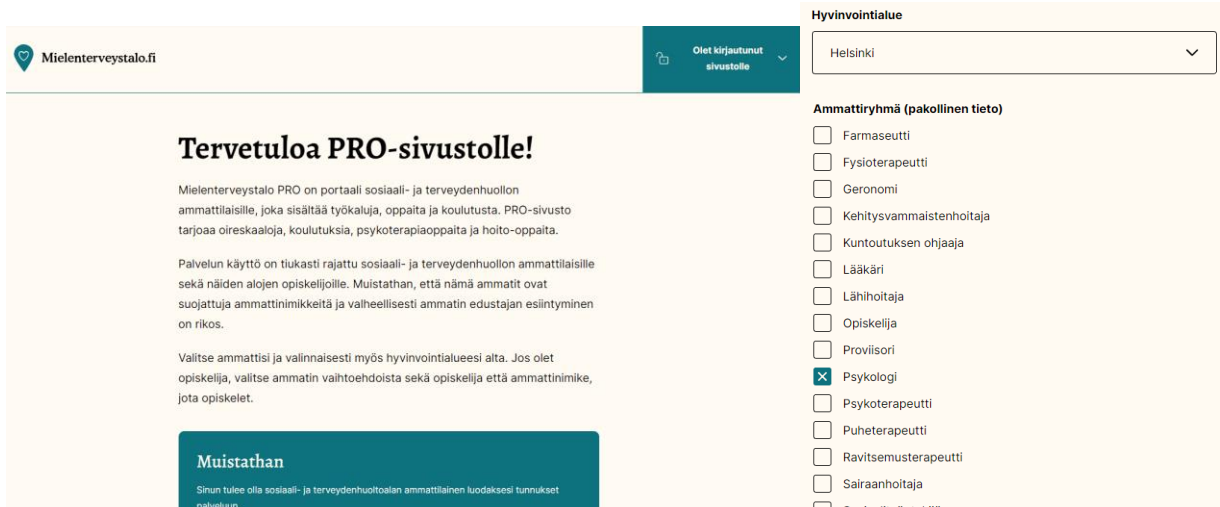 Mielenterveystalo.fi
Olet kirjautunut
sivustolle
Tervetuloa PRO-sivustolle!
Mielenterveystalo PRO on portaali sosiaali- ja terveydenhuollon
ammattilaisille, joka sisältää työkaluja, oppaita ja koulutusta. PRO-sivusto
tarjoaa oireskaaloja, koulutuksia, psykoterapiaoppaita ja hoito-oppaita.
Palvelun käyttö on tiukasti rajattu sosiaali- ja terveydenhuollon ammattilaisille
sekä näiden alojen opiskelijoille. Muistathan, että nämä ammatit ovat
suojattuja ammattinimikkeitä ja valheellisesti ammatin edustajan esiintyminen
on rikos.
Valitse ammattisi ja valinnaisesti myös hyvinvointialueesi alta. Jos olet
opiskelija, valitse ammatin vaihtoehdoista sekä opiskelija että ammattinimike,
jota opiskelet.
Muistathan
Sinun tulee olla sosiaali- ja terveydenhuoltoalan ammattilainen luodaksesi tunnukset
palveluun
Hyvinvointialue
Helsinki
Ammattiryhmä (pakollinen tieto)
Farmaseutti
Fysioterapeutti
Geronomi
Kehitysvammaistenhoitaja
Kuntoutuksen ohjaaja
Lääkäri
Lähihoitaja
Opiskelija
Proviisori
Psykologi
Psykoterapeutti
Puheterapeutti
Ravitsemusterapeutti
Sairaanhoitaja